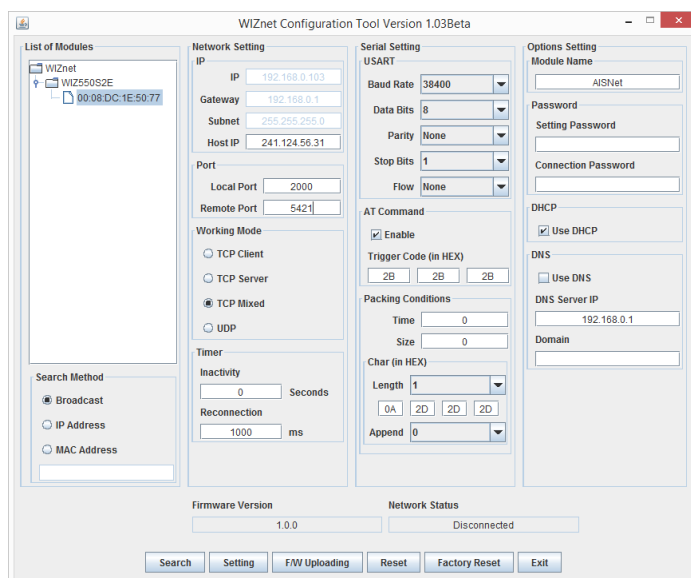 WIZnet Configuration Tool Version 1.03Beta
List of Modules
WIZnet
WIZ550S2E
00:08:DC:1E:50:77
Search Method
Broadcast
IP Address
MAC Address
Network Setting
IP
IP 192.168.0.103
Gateway 192.168.0.1
Subnet 255.255.255.0
Host IP 241.124.56.31
Port
Local Port 2000
Remote Port 5421
Working Mode
TCP Client
TCP Server
TCP Mixed
UDP
Timer
Inactivity
0 Seconds
Reconnection
1000 ms
Serial Setting
USART
Baud Rate 38400
Data Bits 8
Parity None
Stop Bits 1
Flow None
AT Command
Enable
Trigger Code (in HEX)
2B 2B 2B
Packing Conditions
Time 0
Size 0
Char (in HEX)
Length 1
0A 2D 2D 2D
Append 0
Options Setting
Module Name
AISNet
Password
Setting Password
Connection Password
DHCP
Use DHCP
DNS
Use DNS
DNS Server IP
192.168.0.1
Domain
Firmware Version
1.0.0
Network Status
Disconnected
Search Setting F/W Uploading Reset Factory Reset Exit